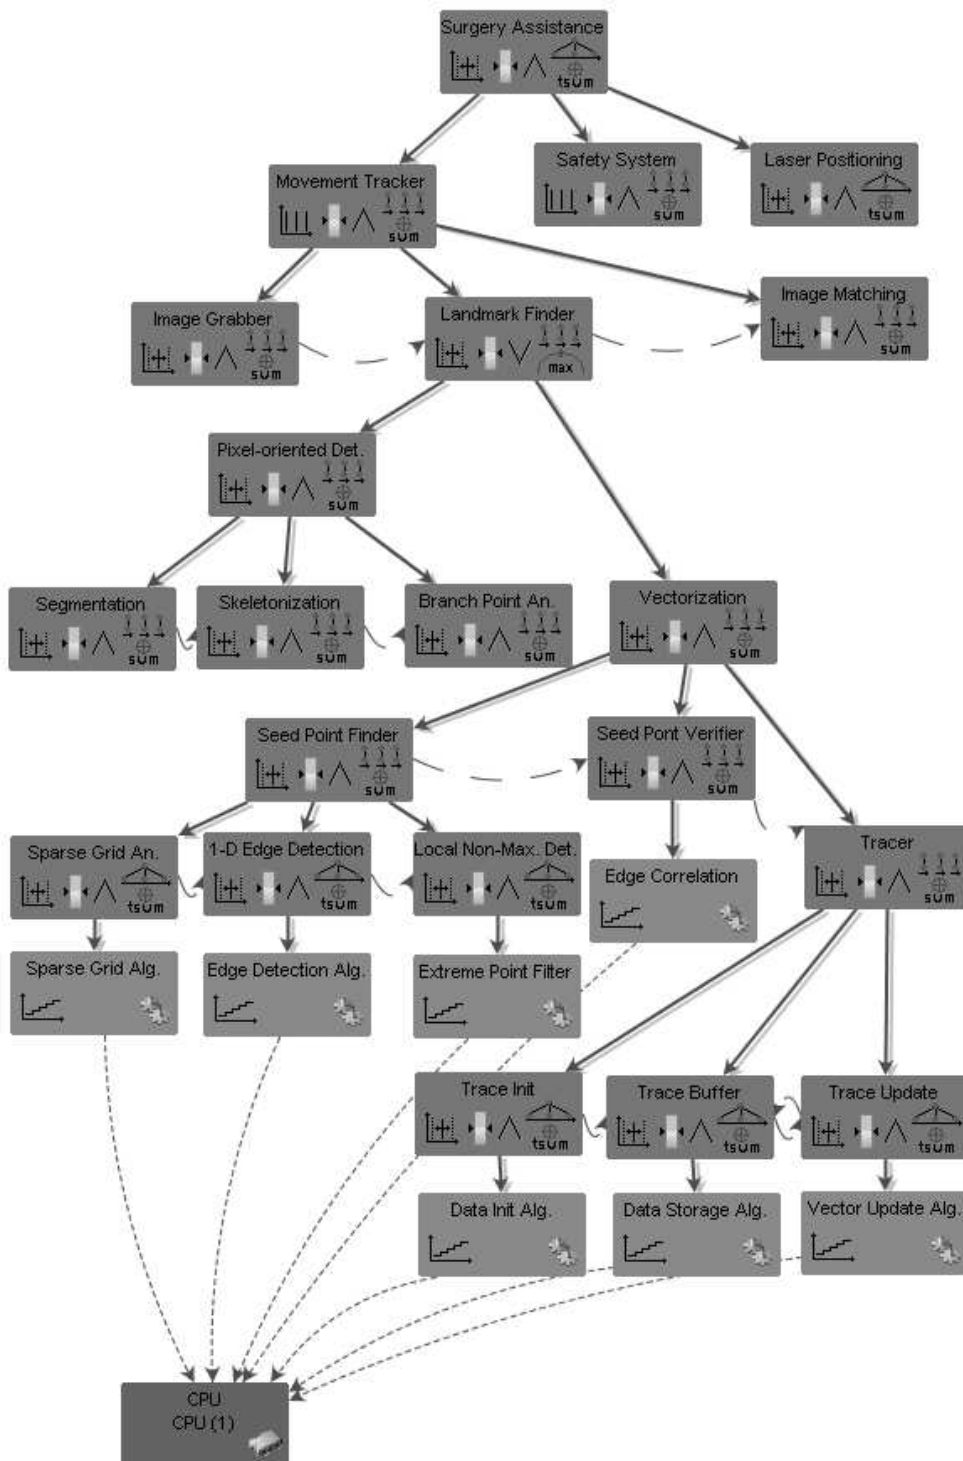 Surgery Assistance
tsum
Movement Tracker
sum
Safety System
sum
Laser Positioning
tsum
Image Grabber
sum
Landmark Finder
max
Image Matching
sum
Pixel-oriented Det.
sum
Segmentation
sum
Skeletonization
sum
Branch Point An.
sum
Vectorization
sum
Seed Point Finder
sum
Seed Pont Verifier
sum
Sparse Grid An.
tsum
1-D Edge Detection
tsum
Local Non-Max. Det.
tsum
Tracer
sum
Edge Correlation
Sparse Grid Alg.
Edge Detection Alg.
Extreme Point Filter
Trace Init
tsum
Trace Buffer
tsum
Trace Update
tsum
Data Init Alg.
Data Storage Alg.
Vector Update Alg.
CPU
CPU (1)